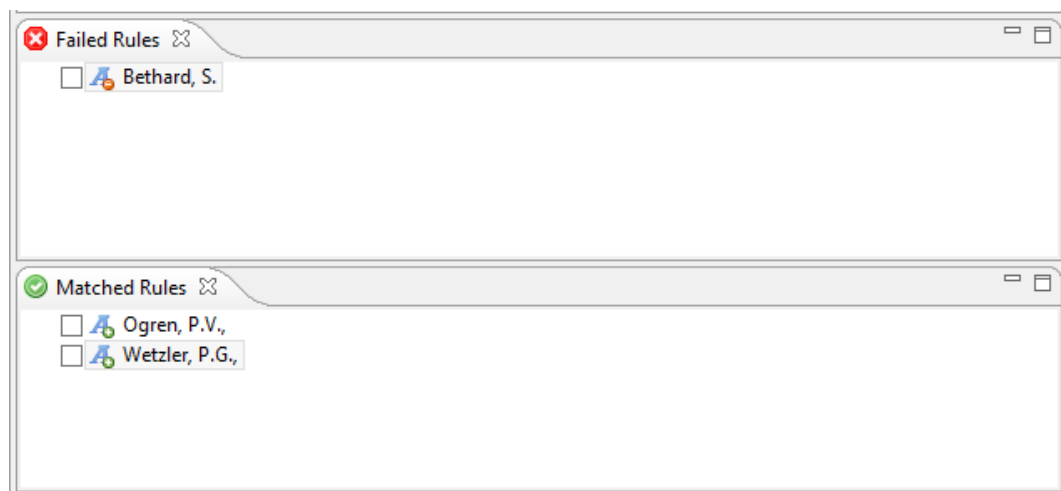 Failed Rules
Bethard, S.
Matched Rules
Ogren, P.V.,
Wetzler, P.G.,